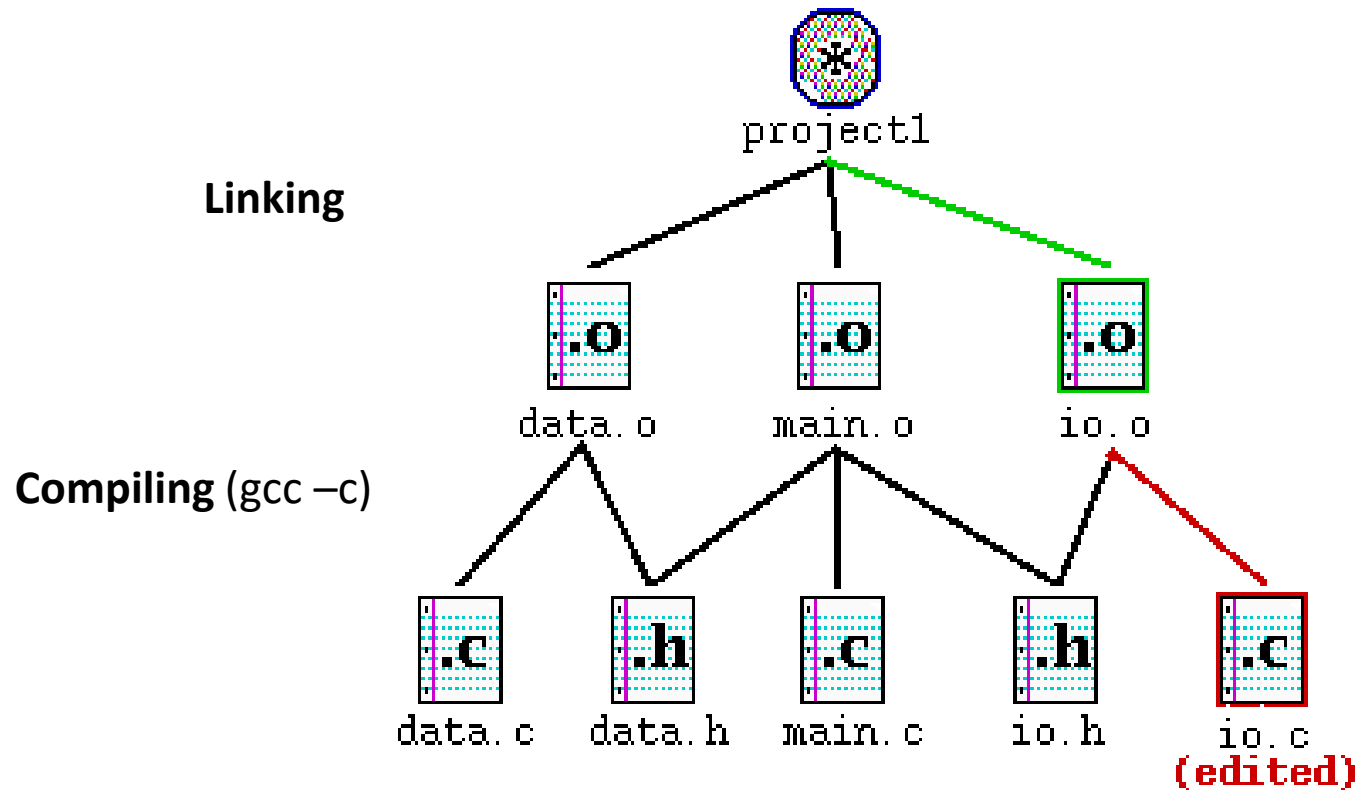 *
project1
Linking
.o
.o
.o
data.o
main.o
io.o
Compiling (gcc –c)
.c
.h
.c
.h
.c
data.c
data.h
main.c
io.h
io.c
(edited)